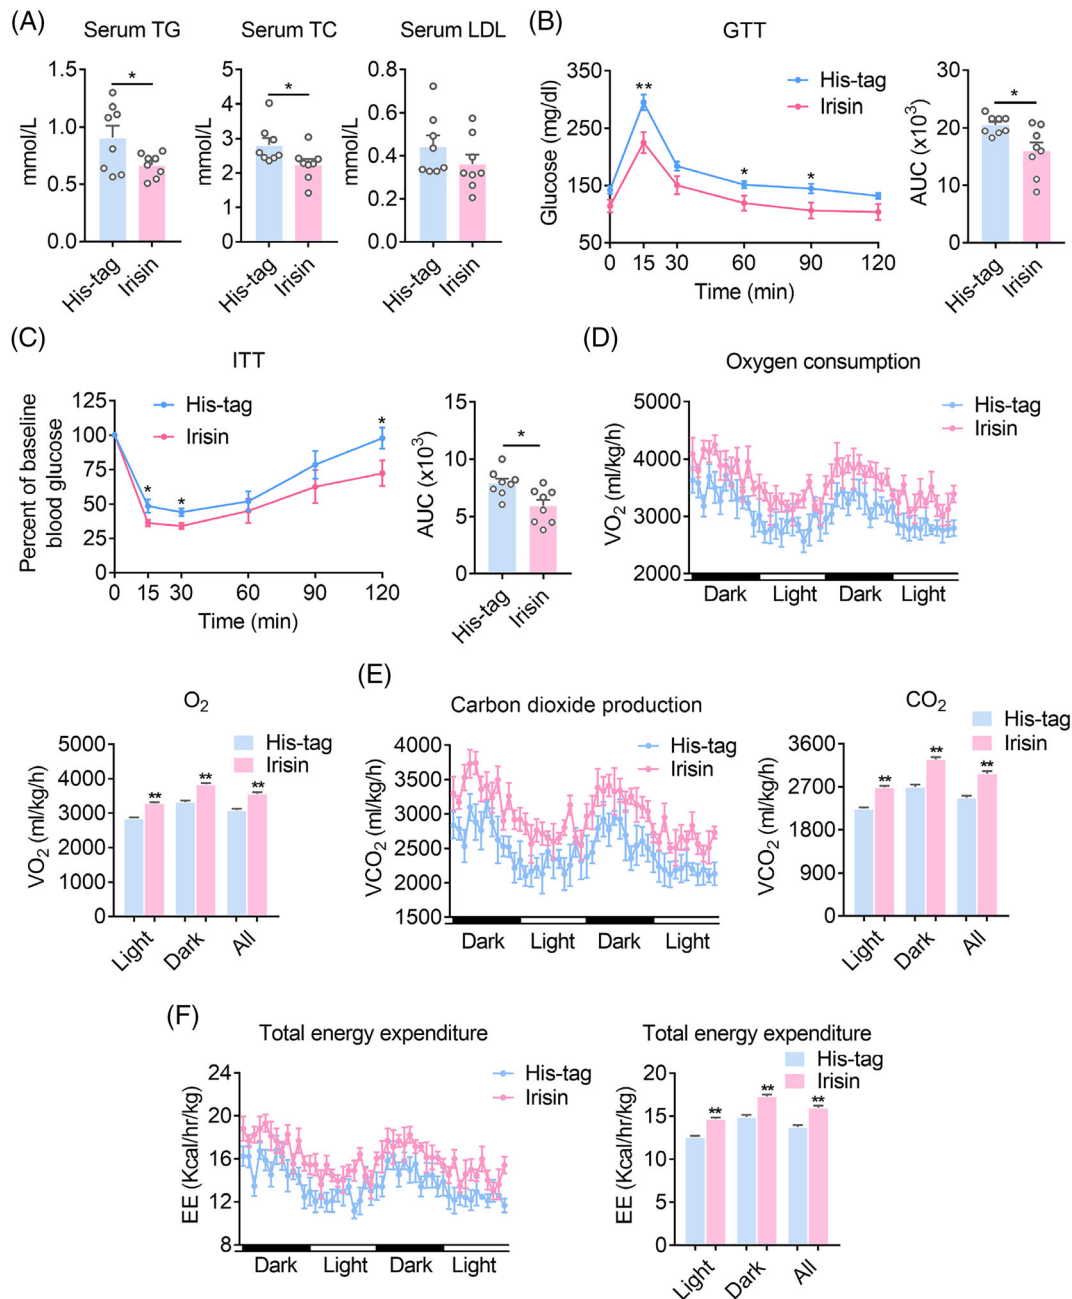 (A)
Serum TG
Serum TC
Serum LDL
mmol/L
1.5
1.0
0.5
0.0
*
His-tag
Irisin
mmol/L
5
4
3
2
1
0
*
His-tag
Irisin
mmol/L
0.8
0.6
0.4
0.2
0.0
His-tag
Irisin
(B)
GTT
Glucose (mg/dl)
350
250
150
50
**
*
*
His-tag
Irisin
0 15 30 60 90 120
Time (min)
AUC (x10³)
30
20
10
0
*
His-tag
Irisin
(C)
ITT
Percent of baseline
blood glucose
125
100
75
50
25
0
His-tag
Irisin
*
*
*
0 15 30 60 90 120
Time (min)
AUC (x10³)
15
10
5
0
*
His-tag
Irisin
(D)
Oxygen consumption
VO₂ (ml/kg/h)
5000
4000
3000
2000
His-tag
Irisin
Dark Light Dark Light
O₂
VO₂ (ml/kg/h)
5000
4000
3000
2000
1000
0
His-tag
Irisin
**
**
**
Light
Dark
All
(E)
Carbon dioxide production
VCO₂ (ml/kg/h)
4000
3500
3000
2500
2000
1500
His-tag
Irisin
Dark Light Dark Light
CO₂
VCO₂ (ml/kg/h)
3600
2700
1800
900
0
His-tag
Irisin
**
**
**
Light
Dark
All
(F)
Total energy expenditure
EE (Kcal/hr/kg)
24
20
16
12
8
His-tag
Irisin
Dark Light Dark Light
Total energy expenditure
EE (Kcal/hr/kg)
20
15
10
5
0
His-tag
Irisin
**
**
**
Light
Dark
All